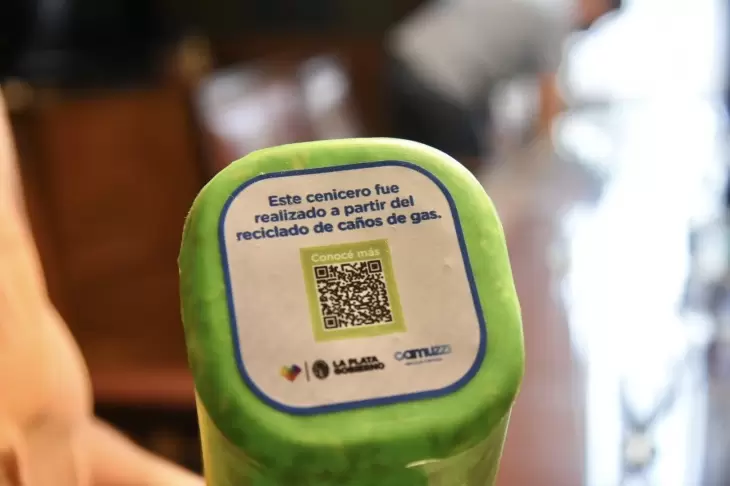 Este cenicero fue
realizado a partir del
reciclado de caños de gas.
Conocé más
LA PLATA
GOBIERNO
camuzzi